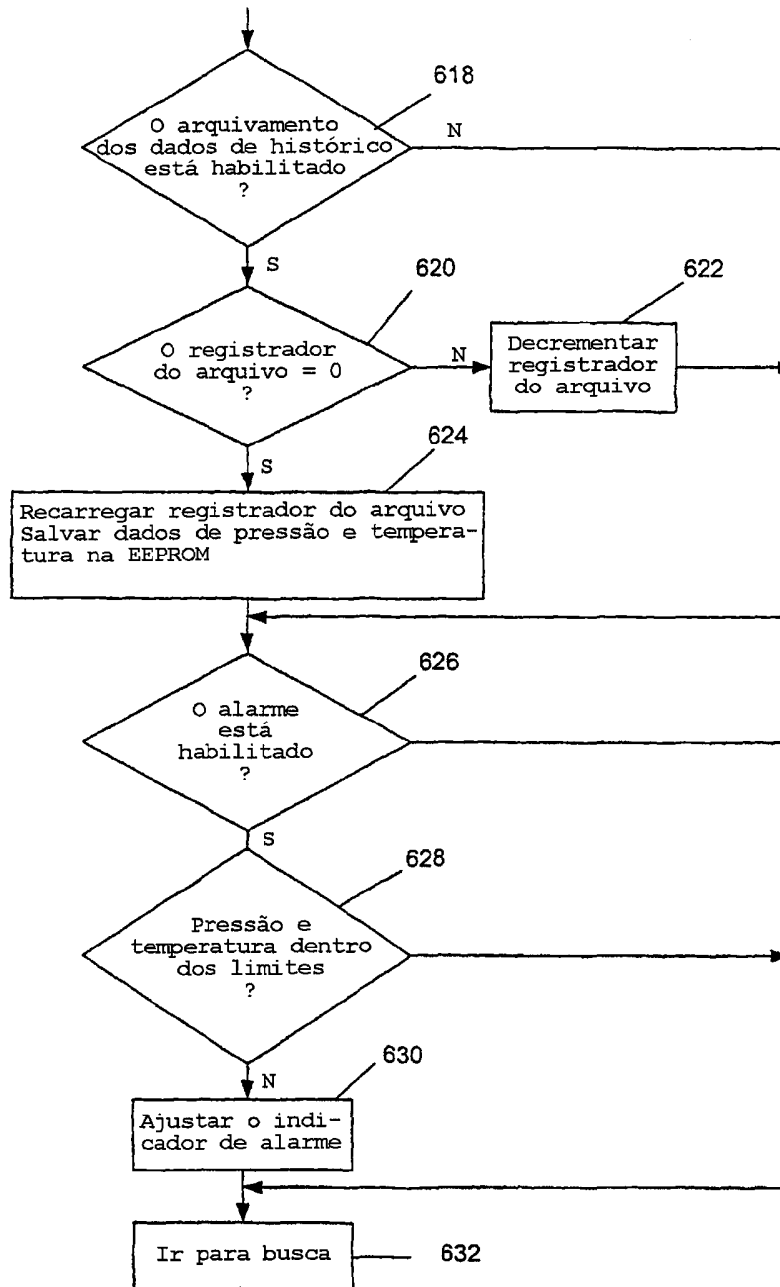 618
O arquivamento
dos dados de histórico
está habilitado
?
N
S
620
O registrador
do arquivo = 0
?
N
622
Decrementar
registrador
do arquivo
S
624
Recarregar registrador do arquivo
Salvar dados de pressão e tempera-
tura na EEPROM
626
O alarme
está
habilitado
?
S
628
Pressão e
temperatura dentro
dos limites
?
N
630
Ajustar o indi-
cador de alarme
Ir para busca
632